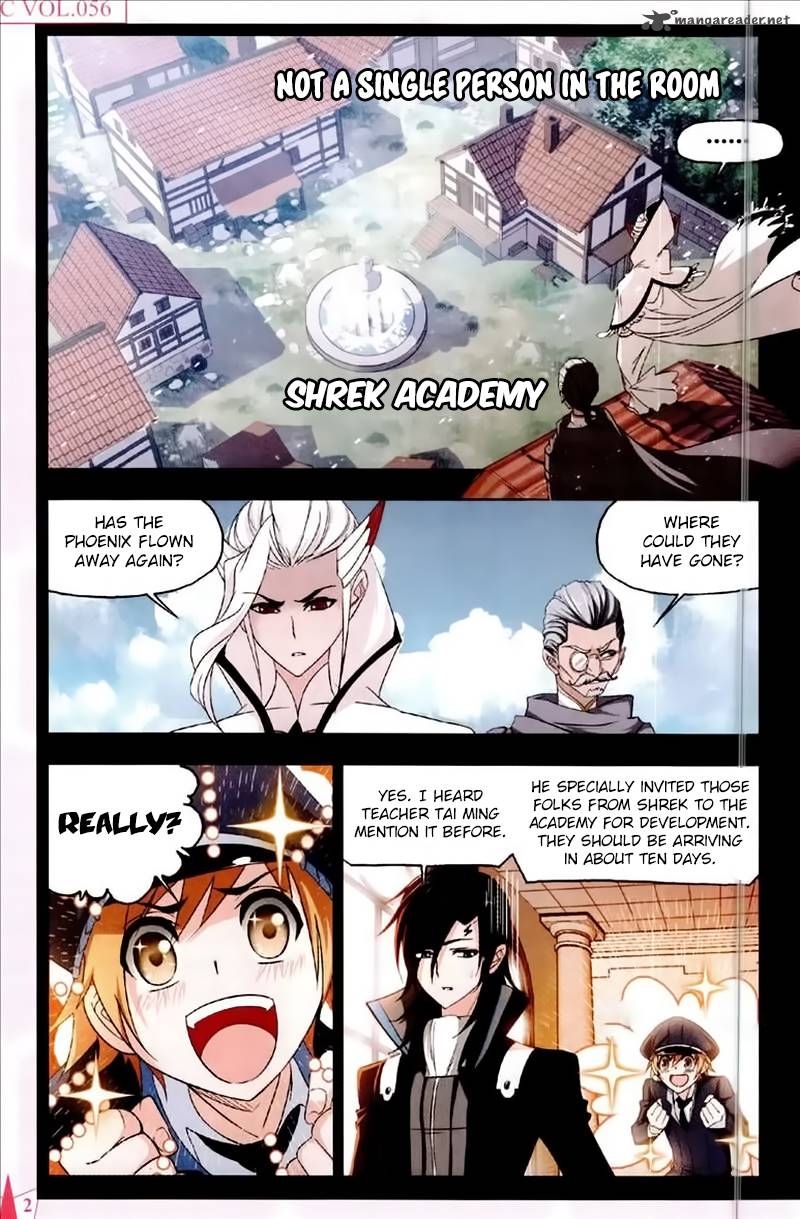 C VOL.056
mangareader.net
NOT A SINGLE PERSON IN THE ROOM
......
SHREK ACADEMY
HAS THE
PHOENIX FLOWN
AWAY AGAIN?
WHERE
COULD THEY
HAVE GONE?
REALLY?
YES. I HEARD
TEACHER TAI MING
MENTION IT BEFORE.
HE SPECIALLY INVITED THOSE
FOLKS FROM SHREK TO THE
ACADEMY FOR DEVELOPMENT.
THEY SHOULD BE ARRIVING
IN ABOUT TEN DAYS.
2